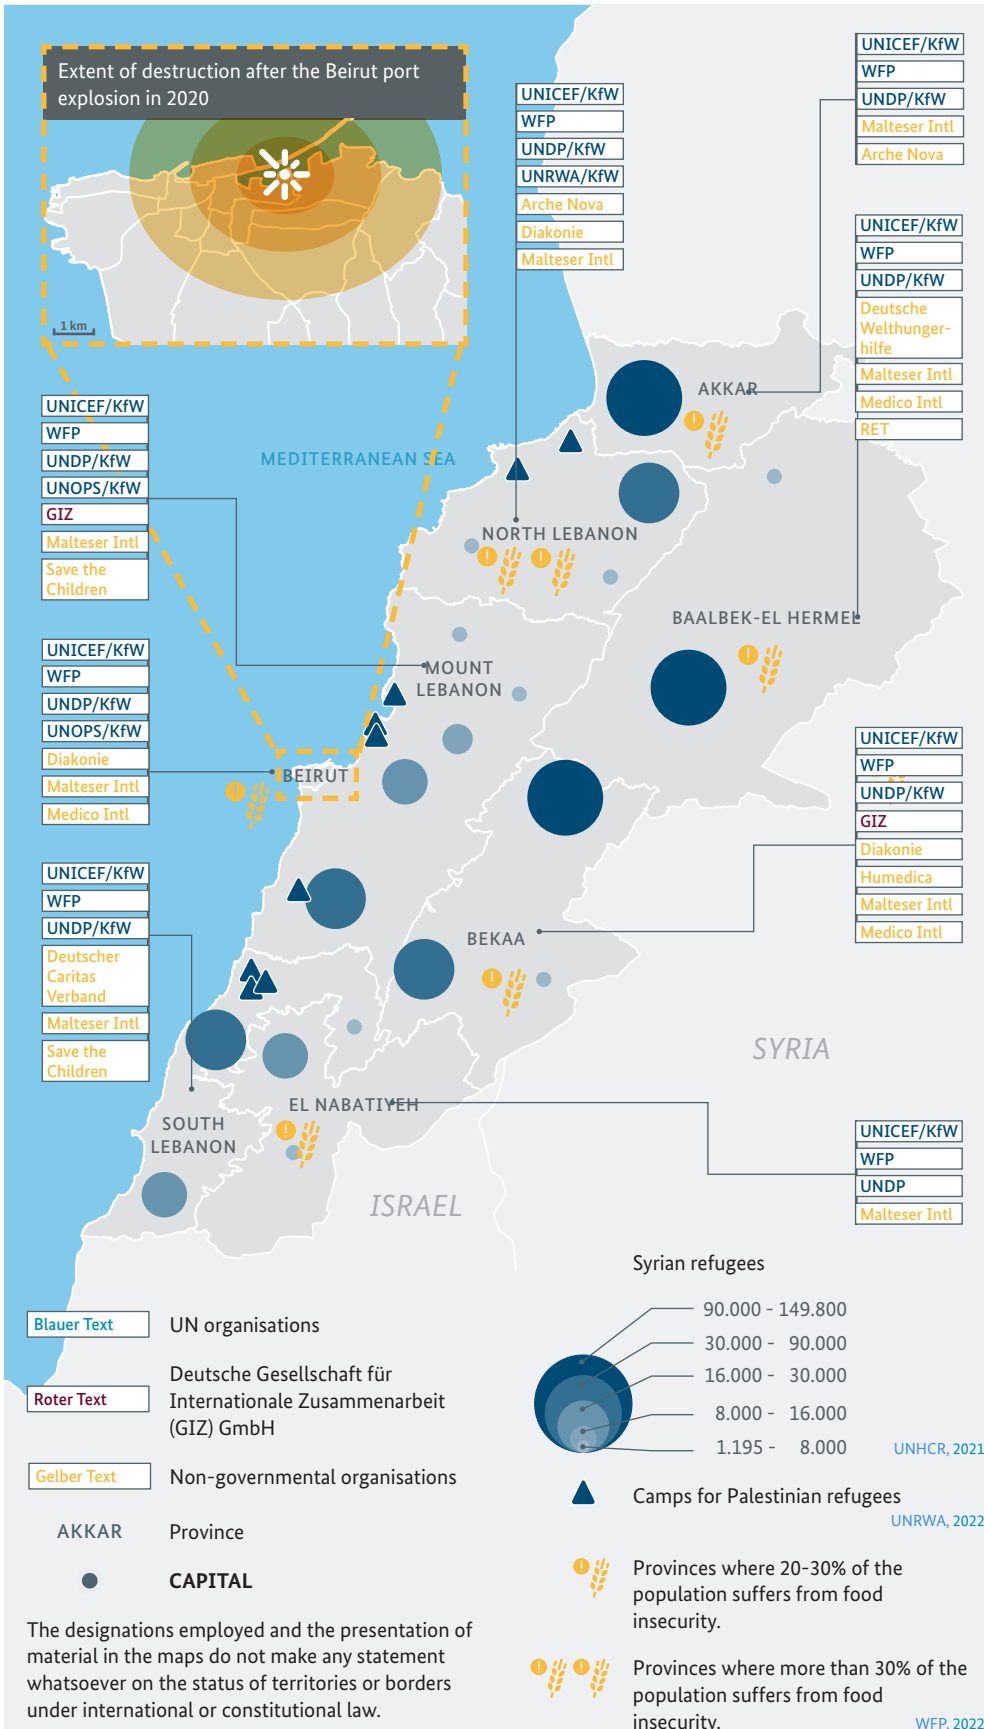 Extent of destruction after the Beirut port
explosion in 2020
1 km
UNICEF/KfW
WFP
UNDP/KfW
UNRWA/KfW
Arche Nova
Diakonie
Malteser Intl
UNICEF/KfW
WFP
UNDP/KfW
Malteser Intl
Arche Nova
UNICEF/KfW
WFP
UNDP/KfW
Deutsche
Welthunger-
hilfe
Malteser Intl
Medico Intl
RET
UNICEF/KfW
WFP
UNDP/KfW
UNOPS/KfW
GIZ
Malteser Intl
Save the
Children
MEDITERRANEAN SEA
AKKAR
NORTH LEBANON
BAALBEK-EL HERMEL
MOUNT
LEBANON
UNICEF/KfW
WFP
UNDP/KfW
UNOPS/KfW
Diakonie
Malteser Intl
Medico Intl
BEIRUT
UNICEF/KfW
WFP
UNDP/KfW
GIZ
Diakonie
Humedica
Malteser Intl
Medico Intl
UNICEF/KfW
WFP
UNDP/KfW
Deutscher
Caritas
Verband
Malteser Intl
Save the
Children
BEKAA
SYRIA
EL NABATIYEH
SOUTH
LEBANON
ISRAEL
UNICEF/KfW
WFP
UNDP
Malteser Intl
Blauer Text
UN organisations
Roter Text
Deutsche Gesellschaft für
Internationale Zusammenarbeit
(GIZ) GmbH
Gelber Text
Non-governmental organisations
AKKAR
Province
CAPITAL
The designations employed and the presentation of
material in the maps do not make any statement
whatsoever on the status of territories or borders
under international or constitutional law.
Syrian refugees
90.000 - 149.800
30.000 - 90.000
16.000 - 30.000
8.000 - 16.000
1.195 - 8.000
UNHCR, 2021
Camps for Palestinian refugees
UNRWA, 2022
Provinces where 20-30% of the
population suffers from food
insecurity.
Provinces where more than 30% of the
population suffers from food
insecurity.
WFP, 2022